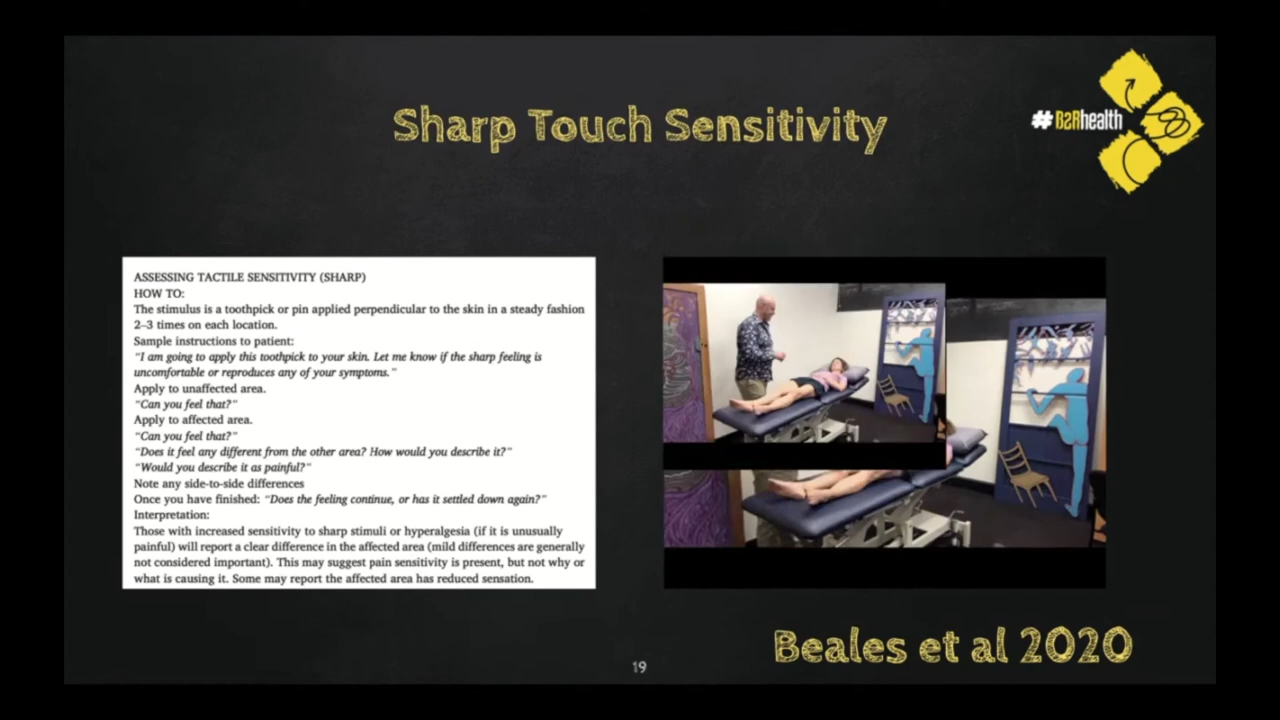 Sharp Touch Sensitivity
# B2Rhealth
ASSESSING TACTILE SENSITIVITY (SHARP)
HOW TO:
The stimulus is a toothpick or pin applied perpendicular to the skin in a steady fashion
2–3 times on each location.
Sample instructions to patient:
"I am going to apply this toothpick to your skin. Let me know if the sharp feeling is
uncomfortable or reproduces any of your symptoms."
Apply to unaffected area.
"Can you feel that?"
Apply to affected area.
"Can you feel that?"
"Does it feel any different from the other area? How would you describe it?"
"Would you describe it as painful?"
Note any side-to-side differences
Once you have finished: "Does the feeling continue, or has it settled down again?"
Interpretation:
Those with increased sensitivity to sharp stimuli or hyperalgesia (if it is unusually
painful) will report a clear difference in the affected area (mild differences are generally
not considered important). This may suggest pain sensitivity is present, but not why or
what is causing it. Some may report the affected area has reduced sensation.
Beales et al 2020
19